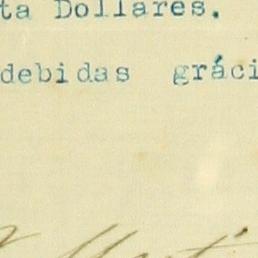 ta Dollares.
debidas gráci